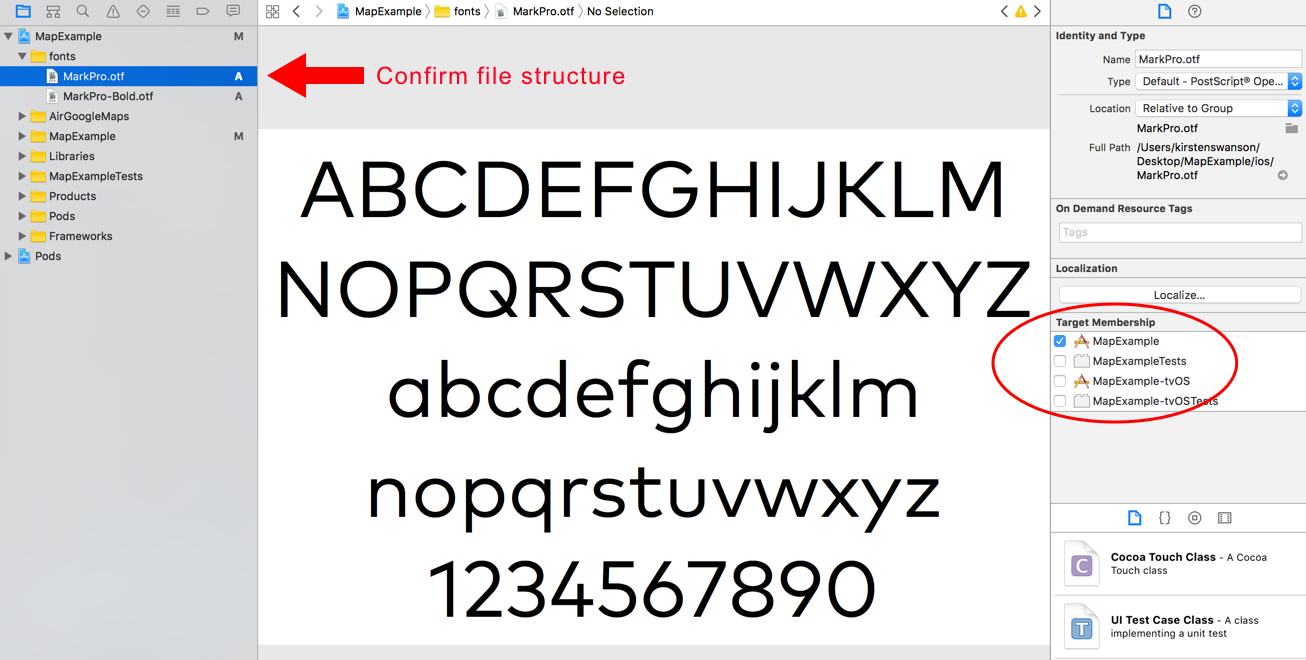 MapExample 〉 fonts 〉 MarkPro.otf 〉 No Selection
MapExample M
fonts
MarkPro.otf A
MarkPro-Bold.otf A
AirGoogleMaps
MapExample M
Libraries
MapExampleTests
Products
Pods
Frameworks
Pods
Confirm file structure
ABCDEFGHIJKLM
NOPQRSTUVWXYZ
abcdefghijklm
nopqrstuvwxyz
1234567890
Identity and Type
Name MarkPro.otf
Type Default - PostScript® Ope...
Location Relative to Group
MarkPro.otf
Full Path /Users/kirstenswanson/
Desktop/MapExample/ios/
MarkPro.otf
On Demand Resource Tags
Tags
Localization
Localize...
Target Membership
MapExample
MapExampleTests
MapExample-tvOS
MapExample-tvOSTests
{}
C
Cocoa Touch Class - A Cocoa
Touch class
T
UI Test Case Class - A class
implementing a unit test